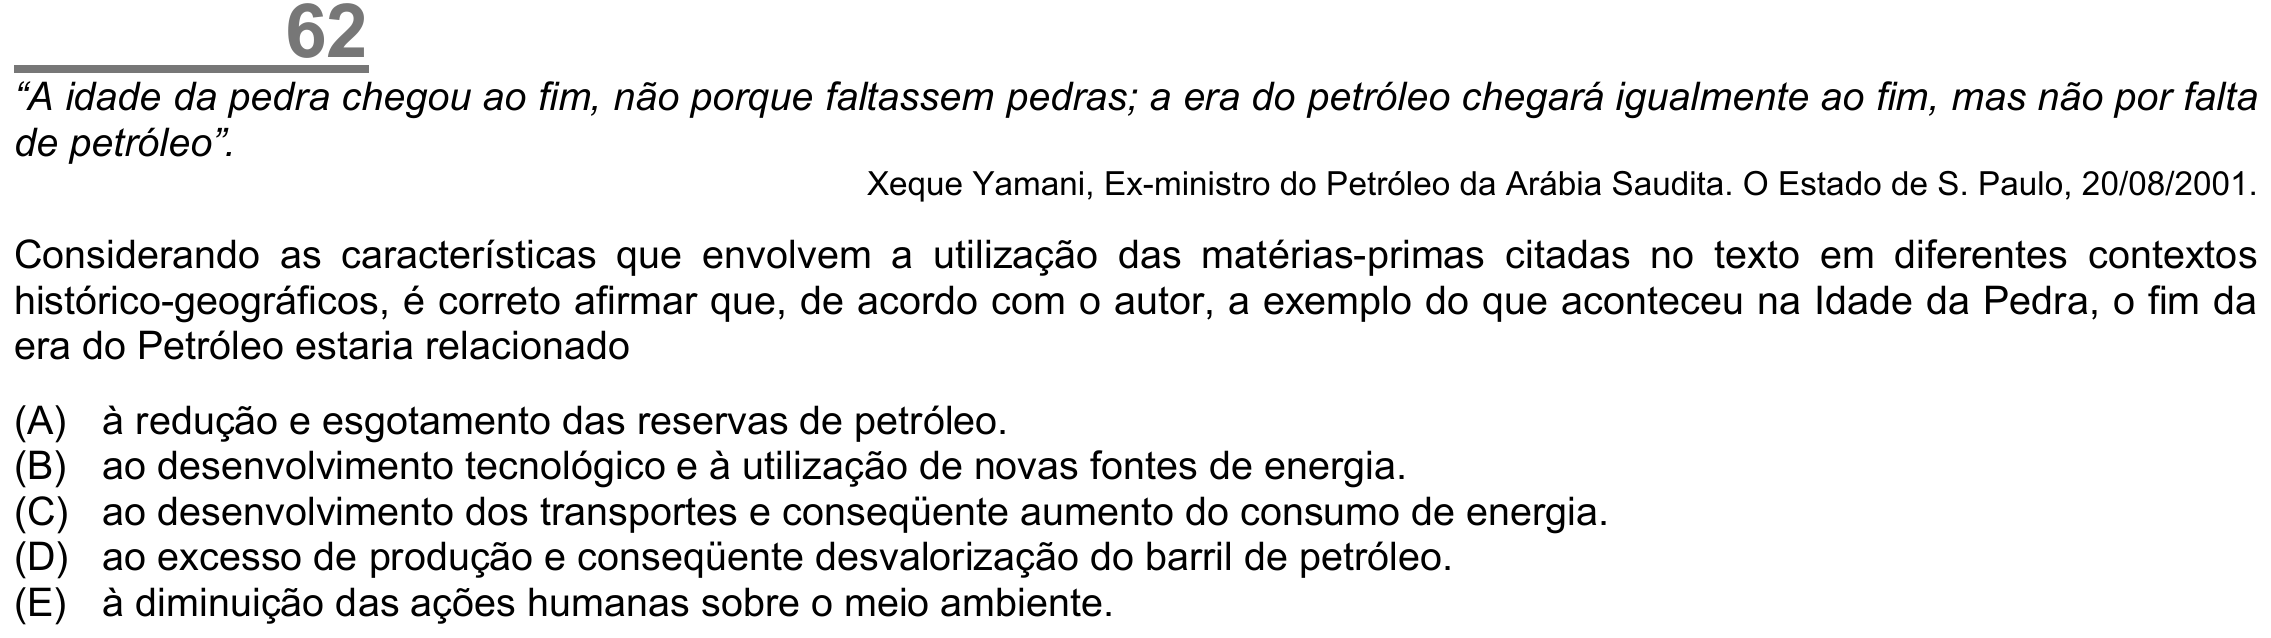 62
“A idade da pedra chegou ao fim, não porque faltassem pedras; a era do petróleo chegará igualmente ao fim, mas não por falta
de petróleo”.
Xeque Yamani, Ex-ministro do Petróleo da Arábia Saudita. O Estado de S. Paulo, 20/08/2001.
Considerando as características que envolvem a utilização das matérias-primas citadas no texto em diferentes contextos
histórico-geográficos, é correto afirmar que, de acordo com o autor, a exemplo do que aconteceu na Idade da Pedra, o fim da
era do Petróleo estaria relacionado
(A) à redução e esgotamento das reservas de petróleo.
(B) ao desenvolvimento tecnológico e à utilização de novas fontes de energia.
(C) ao desenvolvimento dos transportes e conseqüente aumento do consumo de energia.
(D) ao excesso de produção e conseqüente desvalorização do barril de petróleo.
(E) à diminuição das ações humanas sobre o meio ambiente.